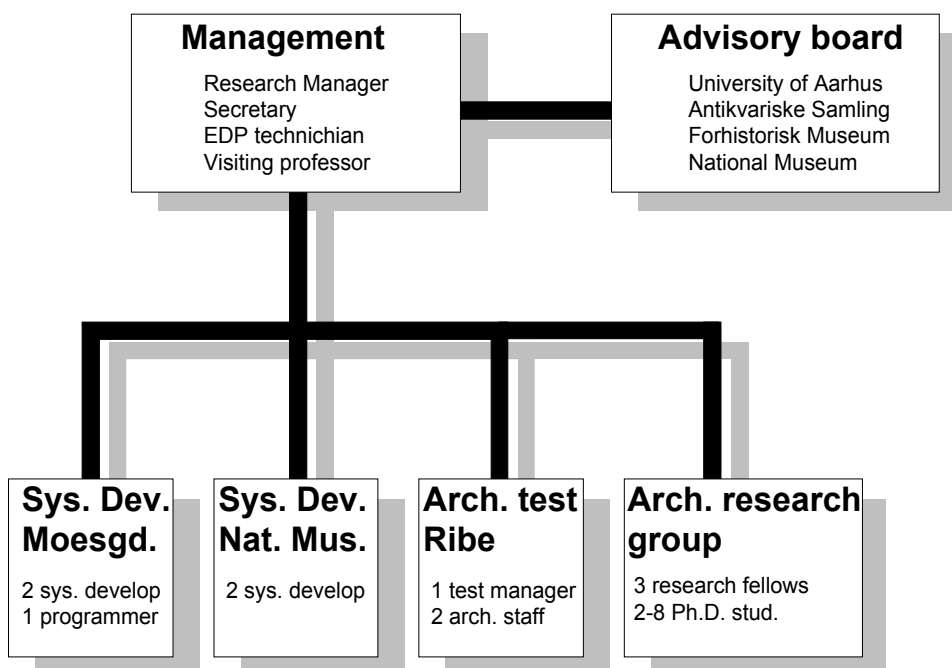 Management
Research Manager
Secretary
EDP technichian
Visiting professor
Advisory board
University of Aarhus
Antikvariske Samling
Forhistorisk Museum
National Museum
Sys. Dev.
Moesgd.
2 sys. develop
1 programmer
Sys. Dev.
Nat. Mus.
2 sys. develop
Arch. test
Ribe
1 test manager
2 arch. staff
Arch. research
group
3 research fellows
2-8 Ph.D. stud.